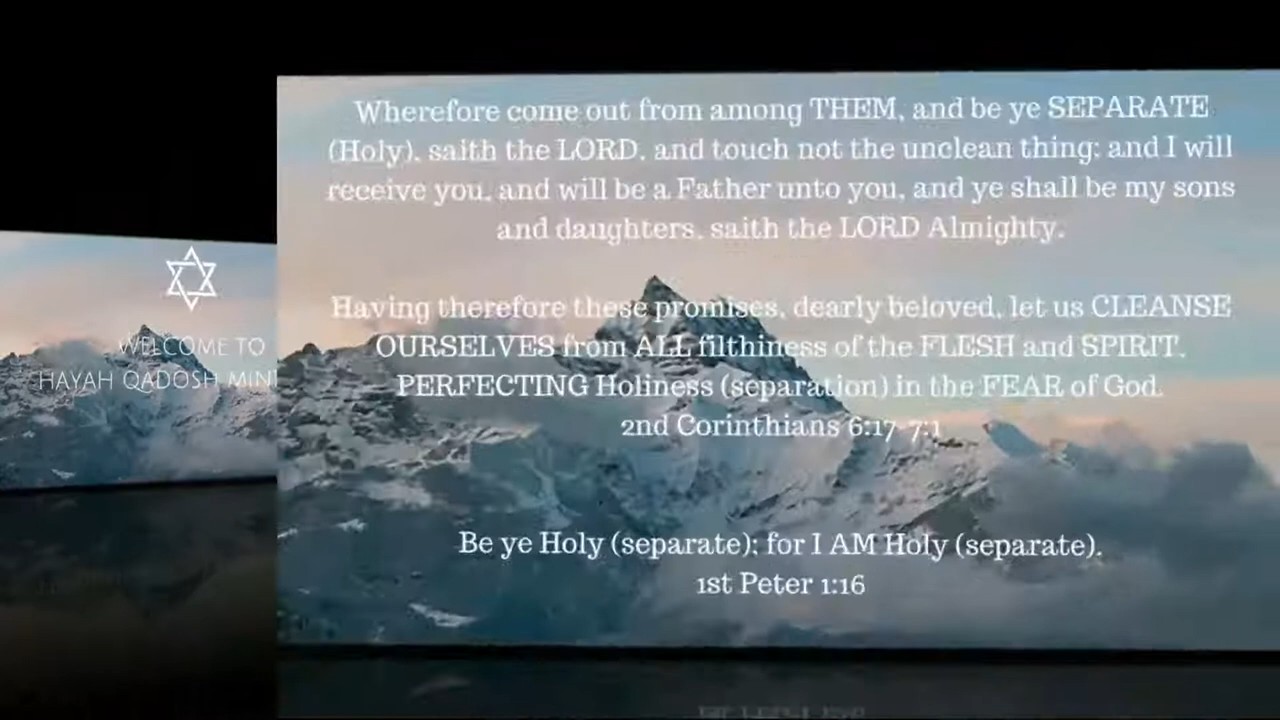 Wherefore come out from among THEM, and be ye SEPARATE
(Holy), saith the LORD, and touch not the unclean thing; and I will
receive you, and will be a Father unto you, and ye shall be my sons
and daughters, saith the LORD Almighty.
Having therefore these promises, dearly beloved, let us CLEANSE
OURSELVES from ALL filthiness of the FLESH and SPIRIT,
PERFECTING Holiness (separation) in the FEAR of God.
2nd Corinthians 6:17-7:1
Be ye Holy (separate); for I AM Holy (separate).
1st Peter 1:16
WELCOME TO
HAYAH QADOSH MINI